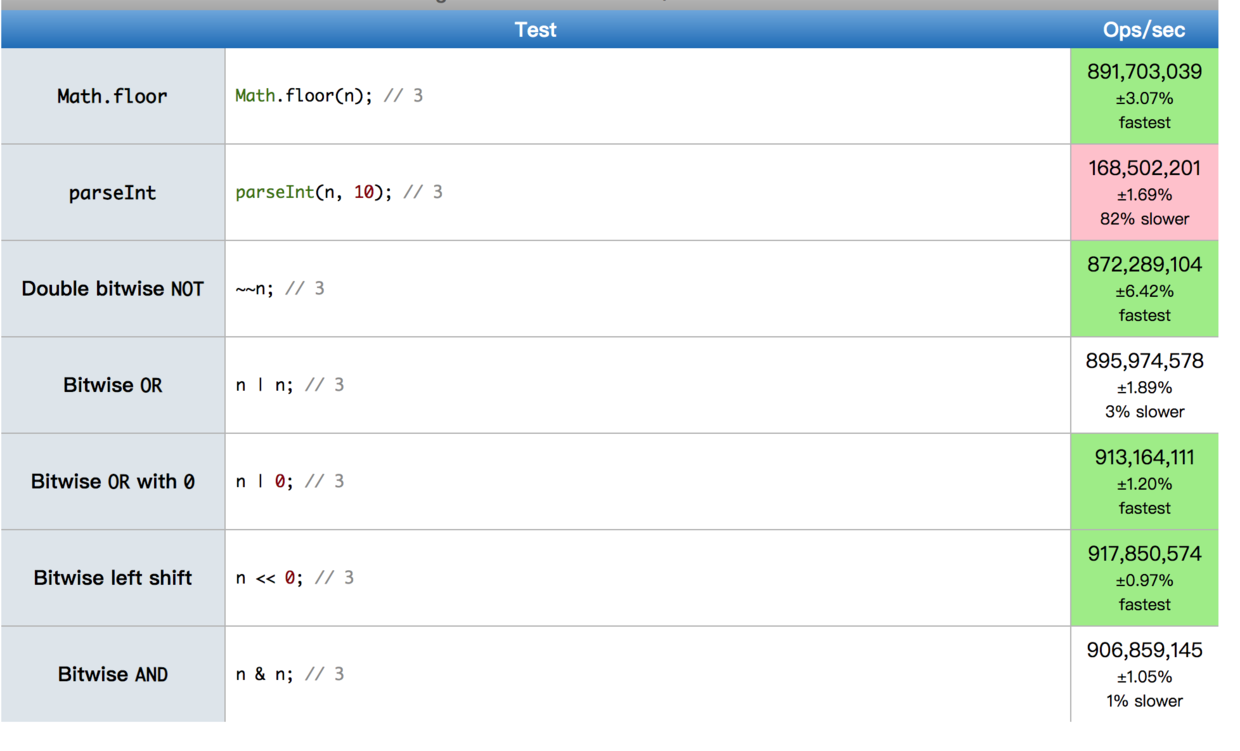 Test Ops/sec
Math.floor Math.floor(n); // 3 891,703,039
±3.07%
fastest
parseInt parseInt(n, 10); // 3 168,502,201
±1.69%
82% slower
Double bitwise NOT ~~n; // 3 872,289,104
±6.42%
fastest
Bitwise OR n | n; // 3 895,974,578
±1.89%
3% slower
Bitwise OR with 0 n | 0; // 3 913,164,111
±1.20%
fastest
Bitwise left shift n << 0; // 3 917,850,574
±0.97%
fastest
Bitwise AND n & n; // 3 906,859,145
±1.05%
1% slower